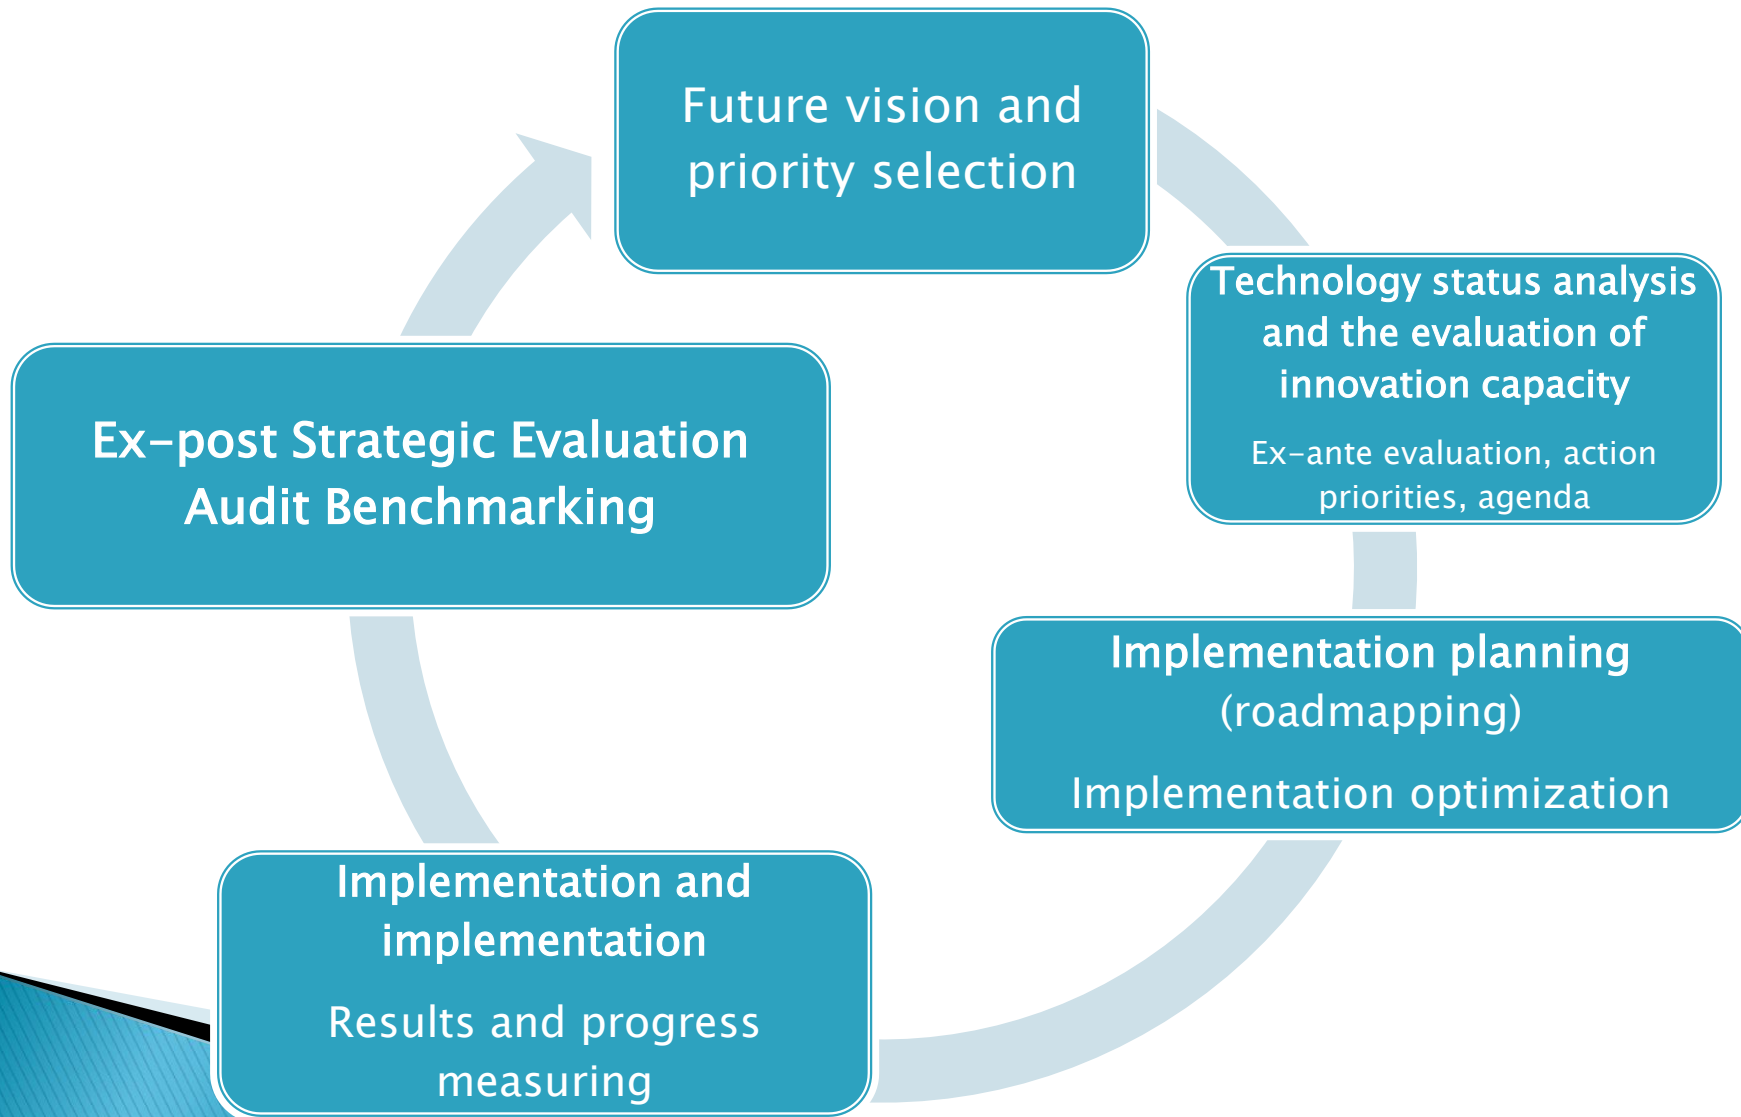 Future vision and
priority selection
Technology status analysis
and the evaluation of
innovation capacity
Ex-ante evaluation, action
priorities, agenda
Implementation planning
(roadmapping)
Implementation optimization
Implementation and
implementation
Results and progress
measuring
Ex-post Strategic Evaluation
Audit Benchmarking